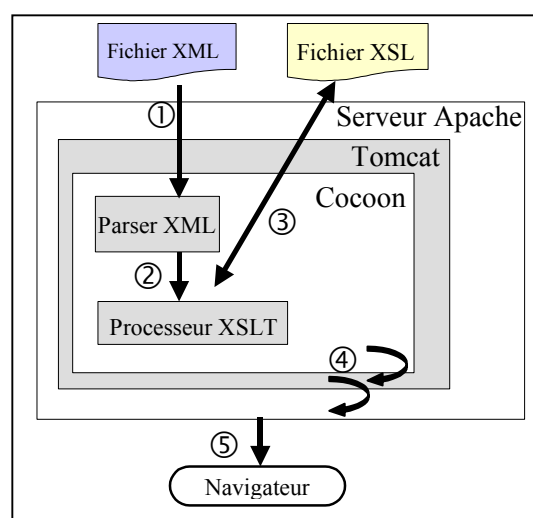 Fichier XML
Fichier XSL
①
Serveur Apache
Tomcat
Cocoon
Parser XML
③
②
Processeur XSLT
④
⑤
Navigateur